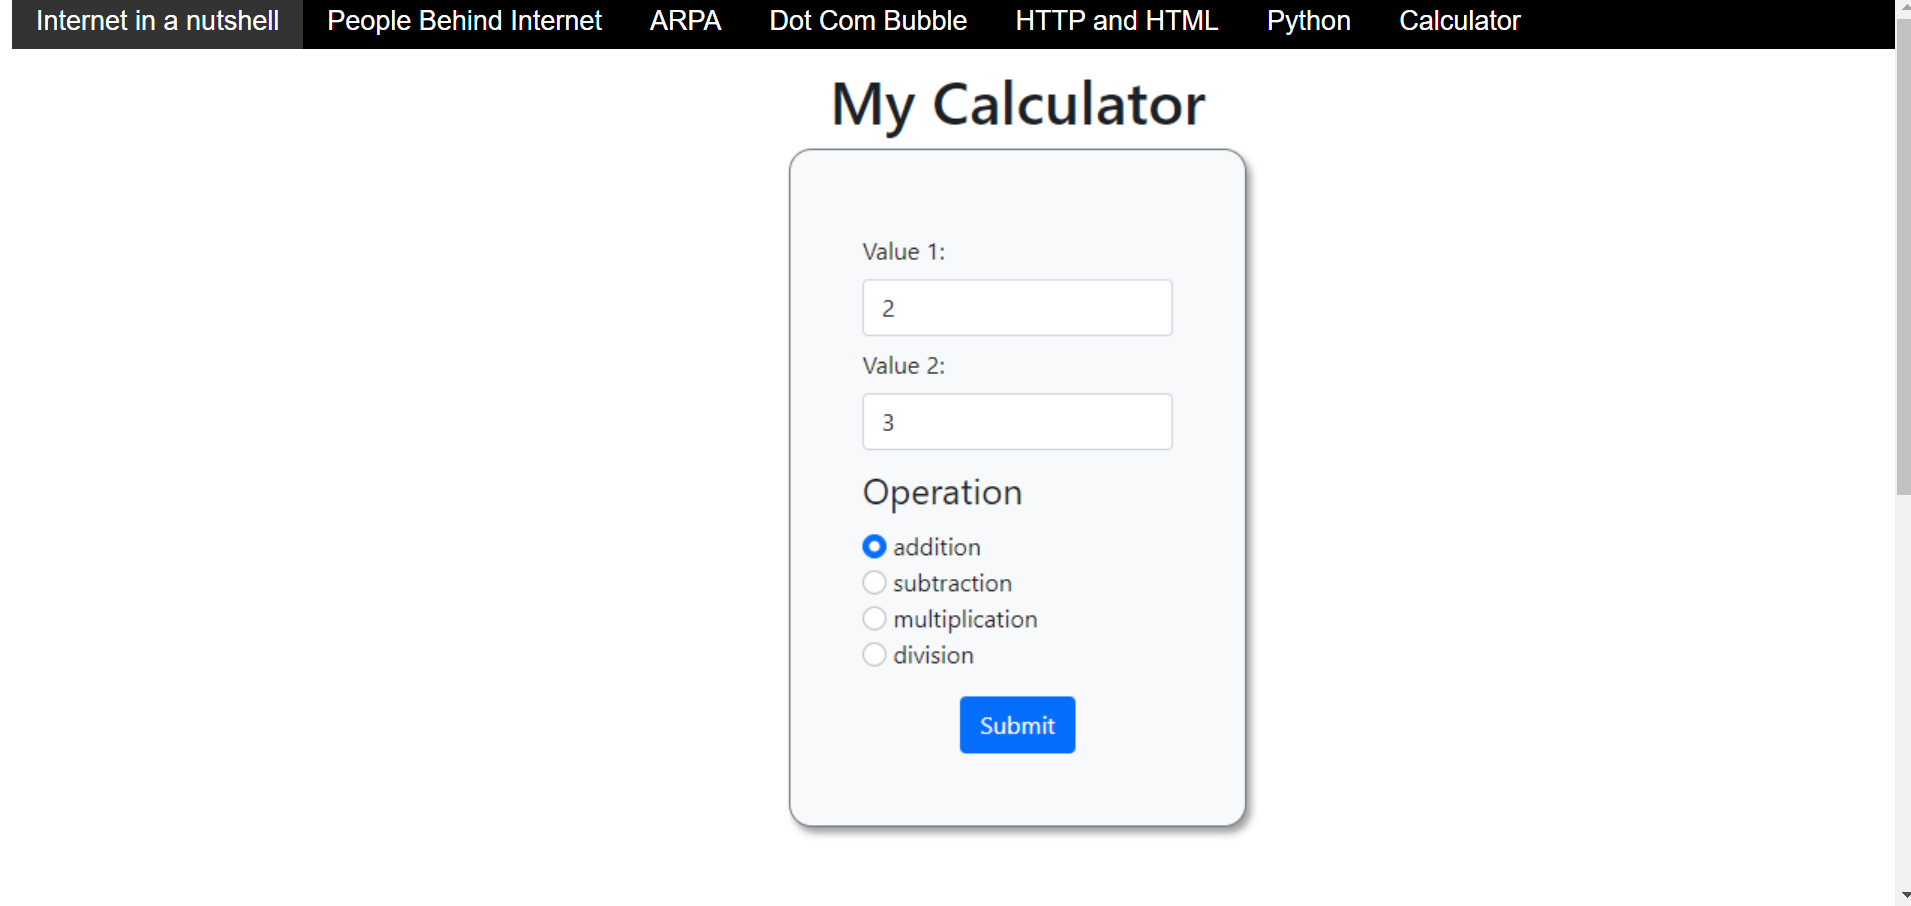 Internet in a nutshell People Behind Internet ARPA Dot Com Bubble HTTP and HTML Python Calculator
My Calculator
Value 1:
2
Value 2:
3
Operation
addition
subtraction
multiplication
division
Submit